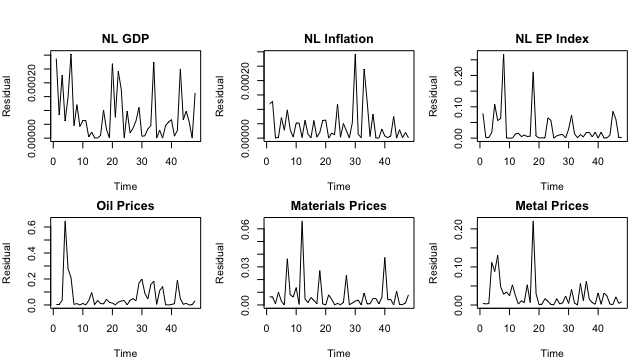 NL GDP
Residual
0.00000 0.00020
0 10 20 30 40
Time
NL Inflation
Residual
0.00000 0.00020
0 10 20 30 40
Time
NL EP Index
Residual
0.00 0.10 0.20
0 10 20 30 40
Time
Oil Prices
Residual
0.0 0.2 0.4 0.6
0 10 20 30 40
Time
Materials Prices
Residual
0.00 0.03 0.06
0 10 20 30 40
Time
Metal Prices
Residual
0.00 0.10 0.20
0 10 20 30 40
Time